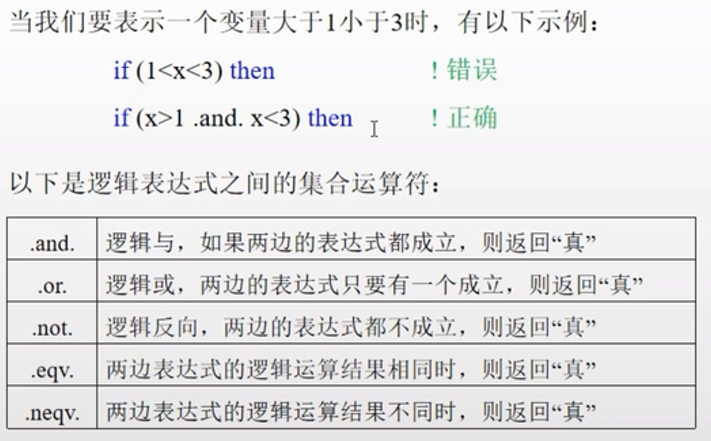 当我们要表示一个变量大于1小于3时，有以下示例：
if (1<x<3) then ! 错误
if (x>1 .and. x<3) then ! 正确
以下是逻辑表达式之间的集合运算符：
.and. 逻辑与，如果两边的表达式都成立，则返回“真”
.or. 逻辑或，两边的表达式只要有一个成立，则返回“真”
.not. 逻辑反向，两边的表达式都不成立，则返回“真”
.eqv. 两边表达式的逻辑运算结果相同时，则返回“真”
.neqv. 两边表达式的逻辑运算结果不同时，则返回“真”